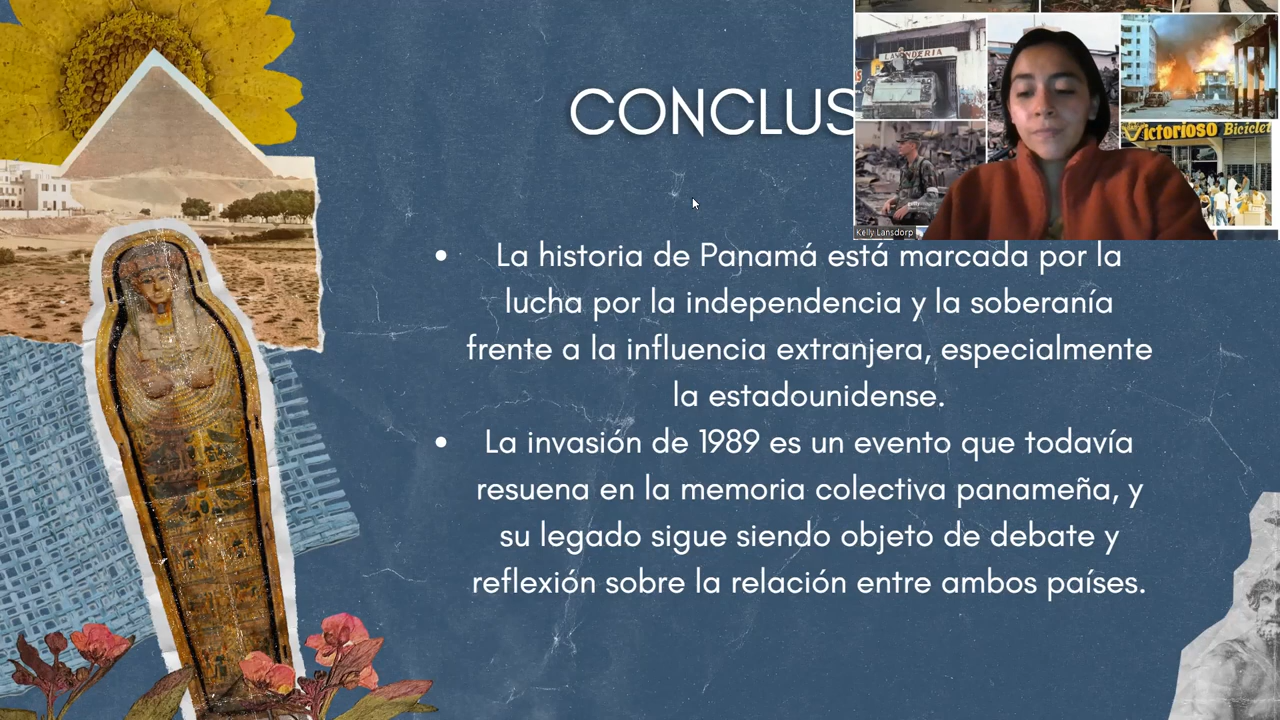 CONCLUS
LAVANDERIA
Victorioso Biciclet
Kelly Lansdorp
• La historia de Panamá está marcada por la
lucha por la independencia y la soberanía
frente a la influencia extranjera, especialmente
la estadounidense.
• La invasión de 1989 es un evento que todavía
resuena en la memoria colectiva panameña, y
su legado sigue siendo objeto de debate y
reflexión sobre la relación entre ambos países.